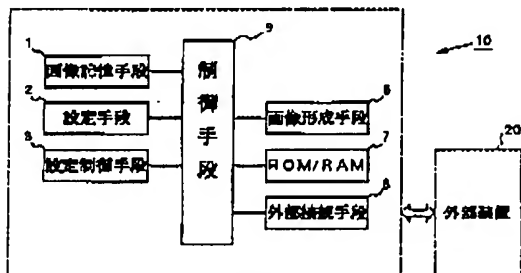 1
画像記憶手段
2
設定手段
3
設定制御手段
9
制御手段
6
画像形成手段
7
ROM/RAM
8
外部接続手段
10
20
外部装置